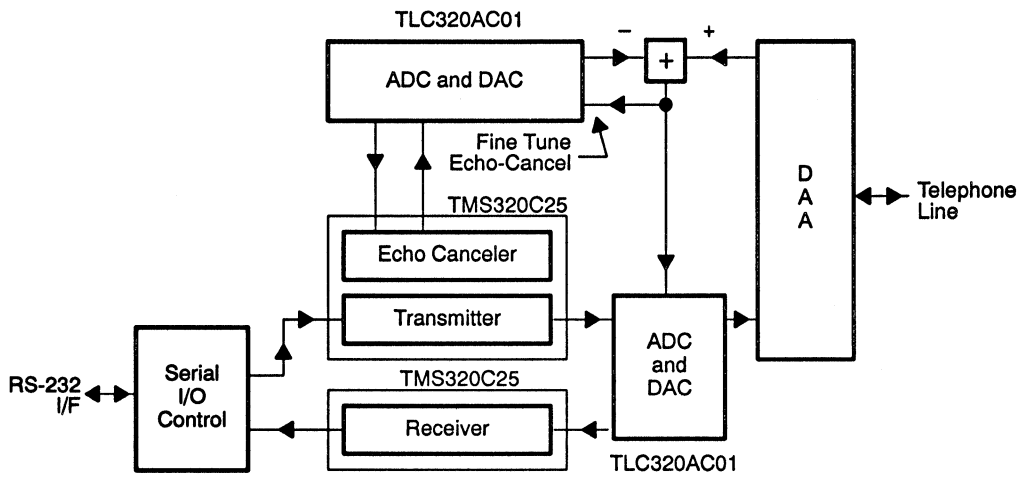 TLC320AC01
ADC and DAC
−
+
+
Fine Tune
Echo-Cancel
D
A
A
Telephone
Line
TMS320C25
Echo Canceler
Transmitter
ADC
and
DAC
TLC320AC01
RS-232
I/F
Serial
I/O
Control
TMS320C25
Receiver